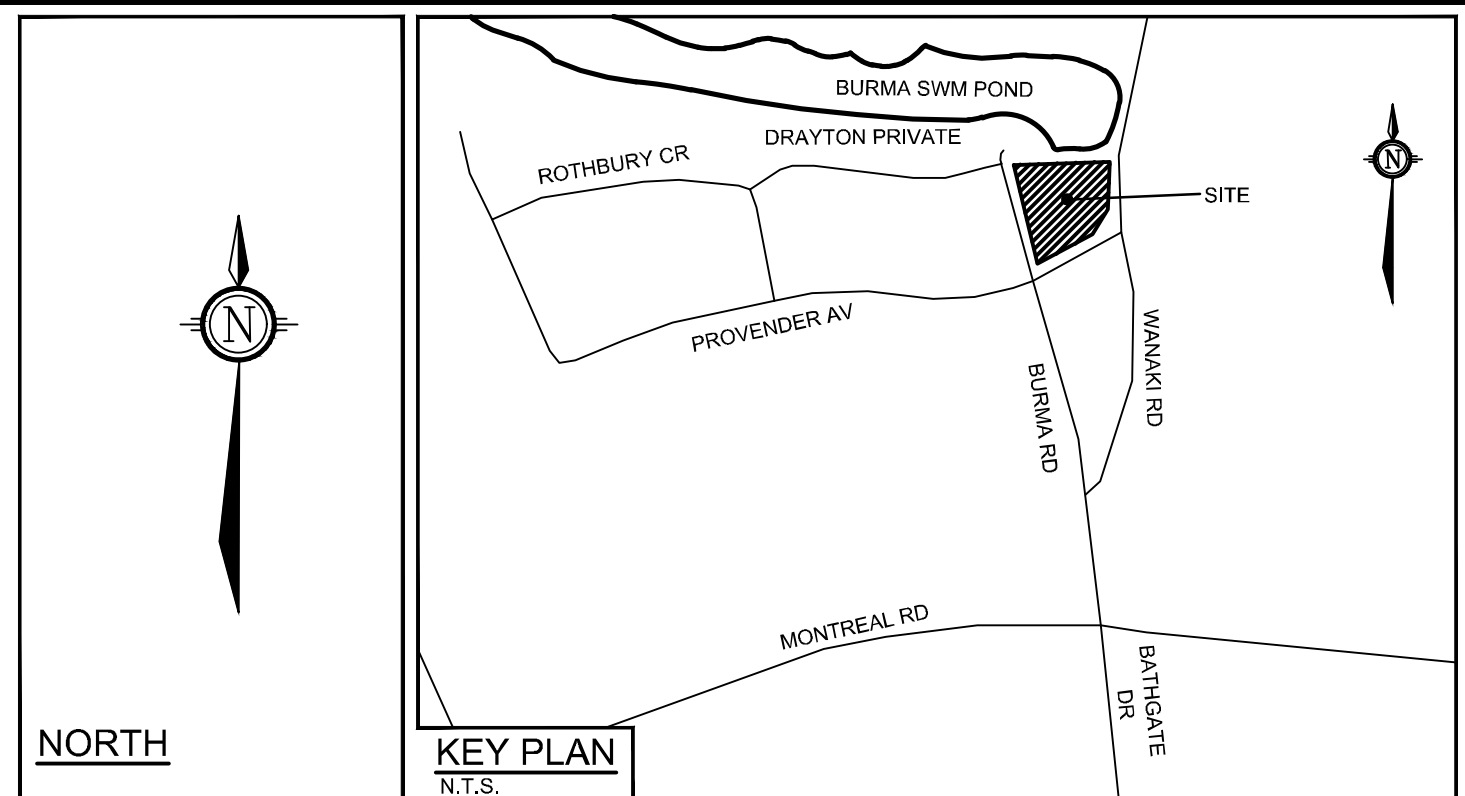 N
NORTH
BURMA SWM POND
DRAYTON PRIVATE
ROTHBURY CR
N
SITE
PROVENDER AV
WANAKI RD
BURMA RD
MONTREAL RD
BATHGATE
DR
KEY PLAN
N.T.S.